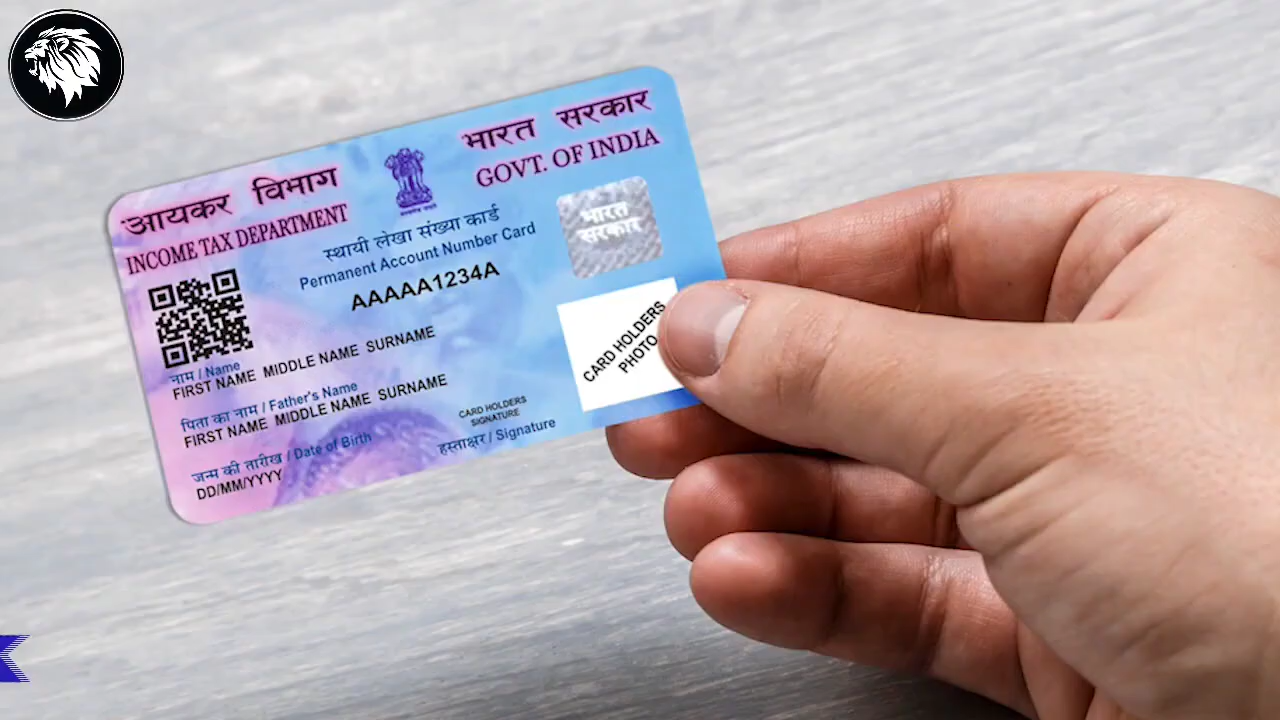 आयकर विभाग
INCOME TAX DEPARTMENT
भारत सरकार
GOVT. OF INDIA
स्थायी लेखा संख्या कार्ड
Permanent Account Number Card
AAAAA1234A
भारत
सरकार
CARD HOLDERS
PHOTO
नाम / Name
FIRST NAME MIDDLE NAME SURNAME
पिता का नाम / Father's Name
FIRST NAME MIDDLE NAME SURNAME
जन्म की तारीख / Date of Birth
DD/MM/YYYY
CARD HOLDERS
SIGNATURE
हस्ताक्षर / Signature